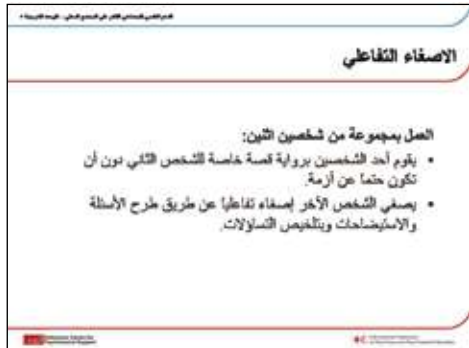 الاصغاء التفاعلي
العمل بمجموعة من شخصين اثنين:
• يقوم أحد الشخصين برواية قصة خاصة للشخص الثاني دون أن
تكون حتما عن أزمة.
• يصغي الشخص الآخر إصغاء تفاعليا عن طريق طرح الأسئلة
والاستيضاحات وبتلخيص التساؤلات.